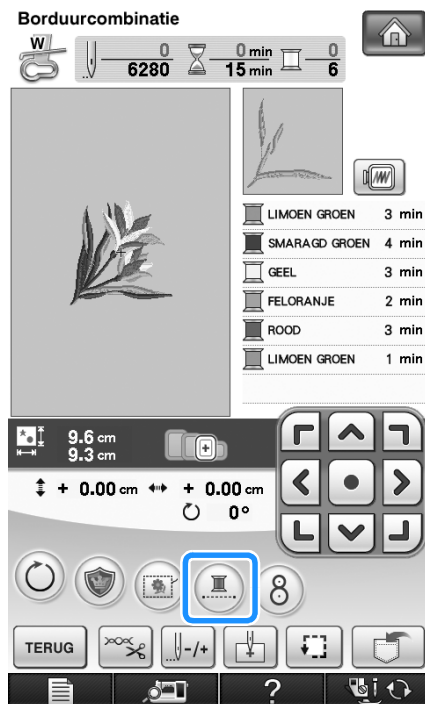 Borduurcombinatie
W
0 0 min 0
6280 15 min 6
LIMOEN GROEN 3 min
SMARAGD GROEN 4 min
GEEL 3 min
FELORANJE 2 min
ROOD 3 min
LIMOEN GROEN 1 min
9.6 cm
9.3 cm
+ 0.00 cm + 0.00 cm
0°
TERUG -/+
?